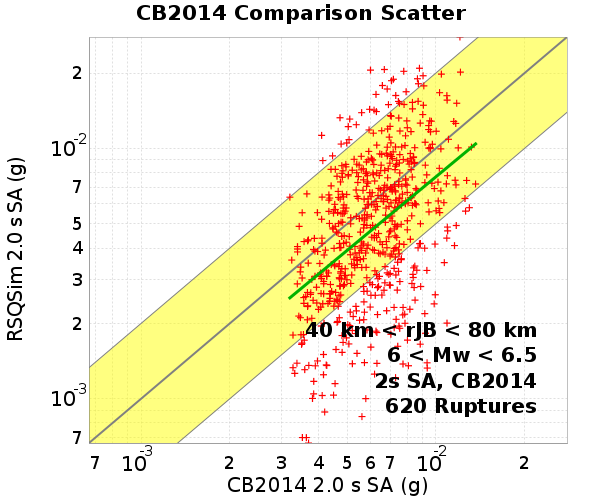 CB2014 Comparison Scatter
RSQSim 2.0 s SA (g)
2
10⁻²
7
5
4
3
2
10⁻³
7
40 km < rJB < 80 km
6 < Mw < 6.5
2s SA, CB2014
620 Ruptures
7 10⁻³ 2 3 4 5 6 7 10⁻² 2
CB2014 2.0 s SA (g)